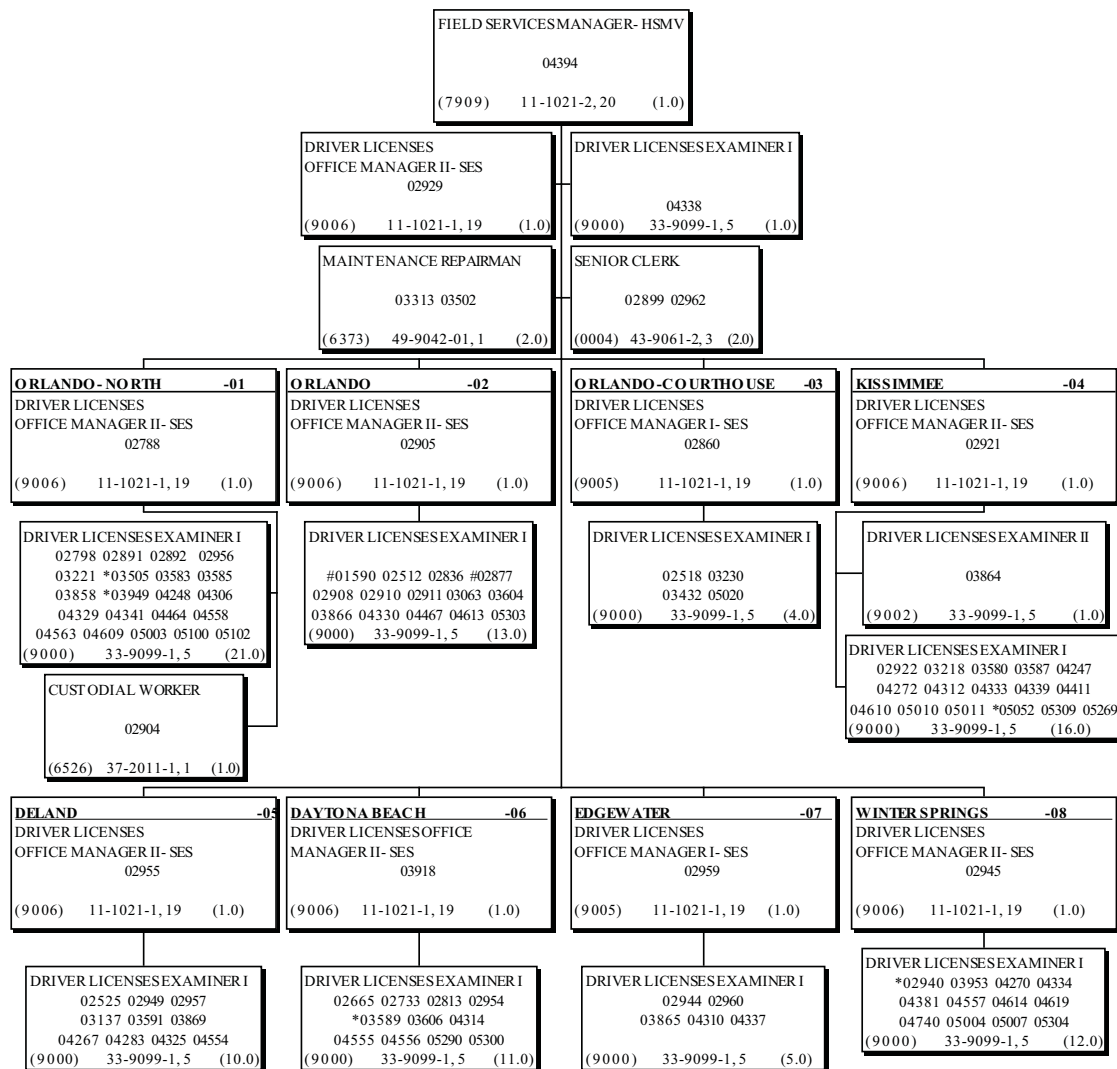 FIELD SERVICES MANAGER- HSMV
04394
(7909) 11-1021-2, 20 (1.0)
DRIVER LICENSES
OFFICE MANAGER II- SES
02929
(9006) 11-1021-1, 19 (1.0)
DRIVER LICENSES EXAMINER I
04338
(9000) 33-9099-1, 5 (1.0)
MAINTENANCE REPAIRMAN
03313 03502
(6373) 49-9042-01, 1 (2.0)
SENIOR CLERK
02899 02962
(0004) 43-9061-2, 3 (2.0)
ORLANDO - NORTH -01
DRIVER LICENSES
OFFICE MANAGER II- SES
02788
(9006) 11-1021-1, 19 (1.0)
ORLANDO -02
DRIVER LICENSES
OFFICE MANAGER II- SES
02905
(9006) 11-1021-1, 19 (1.0)
ORLANDO -COURTHOUSE -03
DRIVER LICENSES
OFFICE MANAGER I- SES
02860
(9005) 11-1021-1, 19 (1.0)
KISSIMMEE -04
DRIVER LICENSES
OFFICE MANAGER II- SES
02921
(9006) 11-1021-1, 19 (1.0)
DRIVER LICENSES EXAMINER I
02798 02891 02892 02956
03221 *03505 03583 03585
03858 *03949 04248 04306
04329 04341 04464 04558
04563 04609 05003 05100 05102
(9000) 33-9099-1, 5 (21.0)
CUSTODIAL WORKER
02904
(6526) 37-2011-1, 1 (1.0)
DRIVER LICENSES EXAMINER I
#01590 02512 02836 #02877
02908 02910 02911 03063 03604
03866 04330 04467 04613 05303
(9000) 33-9099-1, 5 (13.0)
DRIVER LICENSES EXAMINER I
02518 03230
03432 05020
(9000) 33-9099-1, 5 (4.0)
DRIVER LICENSES EXAMINER II
03864
(9002) 33-9099-1, 5 (1.0)
DRIVER LICENSES EXAMINER I
02922 03218 03580 03587 04247
04272 04312 04333 04339 04411
04610 05010 05011 *05052 05309 05269
(9000) 33-9099-1, 5 (16.0)
DELAND -05
DRIVER LICENSES
OFFICE MANAGER II- SES
02955
(9006) 11-1021-1, 19 (1.0)
DAYTONA BEACH -06
DRIVER LICENSES OFFICE
MANAGER II- SES
03918
(9006) 11-1021-1, 19 (1.0)
EDGEWATER -07
DRIVER LICENSES
OFFICE MANAGER I- SES
02959
(9005) 11-1021-1, 19 (1.0)
WINTER SPRINGS -08
DRIVER LICENSES
OFFICE MANAGER II- SES
02945
(9006) 11-1021-1, 19 (1.0)
DRIVER LICENSES EXAMINER I
02525 02949 02957
03137 03591 03869
04267 04283 04325 04554
(9000) 33-9099-1, 5 (10.0)
DRIVER LICENSES EXAMINER I
02665 02733 02813 02954
*03589 03606 04314
04555 04556 05290 05300
(9000) 33-9099-1, 5 (11.0)
DRIVER LICENSES EXAMINER I
02944 02960
03865 04310 04337
(9000) 33-9099-1, 5 (5.0)
DRIVER LICENSES EXAMINER I
*02940 03953 04270 04334
04381 04557 04614 04619
04740 05004 05007 05304
(9000) 33-9099-1, 5 (12.0)